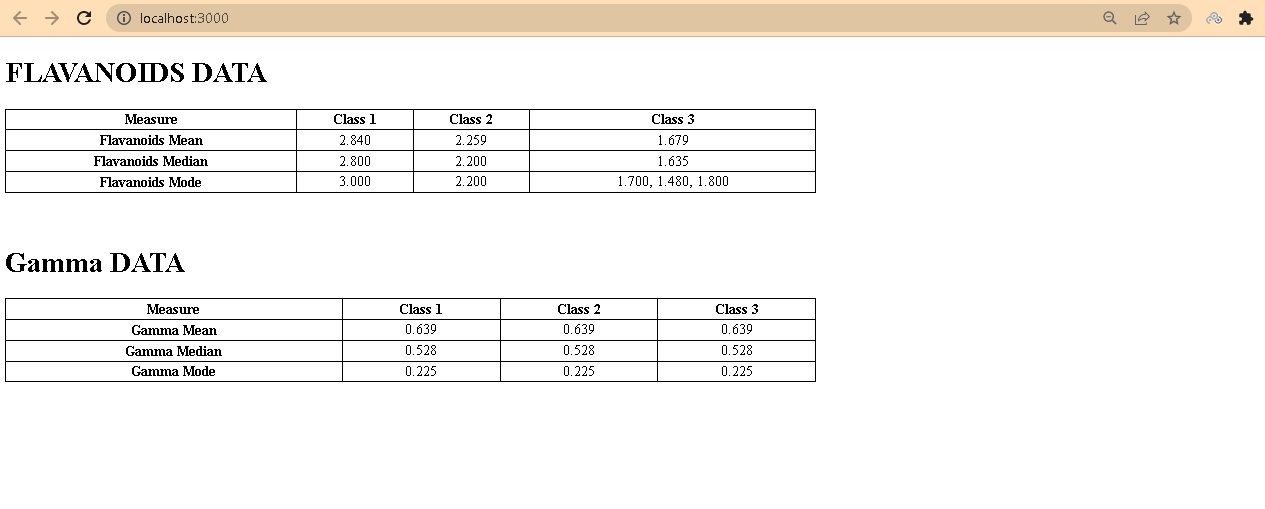 localhost:3000
FLAVANOIDS DATA
Measure Class 1 Class 2 Class 3
Flavanoids Mean 2.840 2.259 1.679
Flavanoids Median 2.800 2.200 1.635
Flavanoids Mode 3.000 2.200 1.700, 1.480, 1.800
Gamma DATA
Measure Class 1 Class 2 Class 3
Gamma Mean 0.639 0.639 0.639
Gamma Median 0.528 0.528 0.528
Gamma Mode 0.225 0.225 0.225